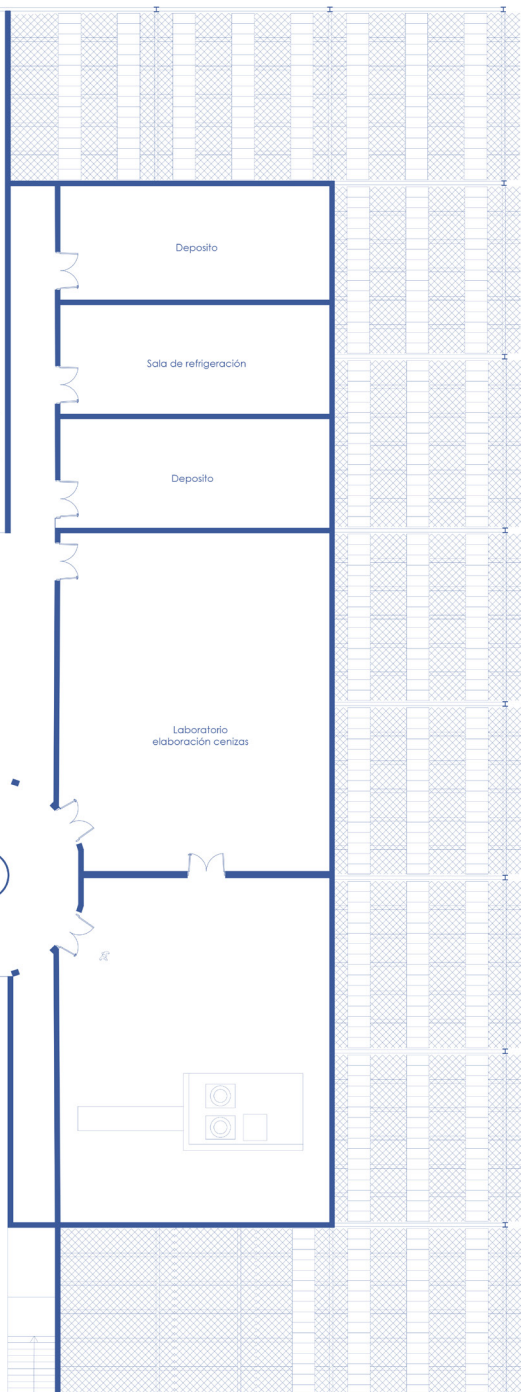 Deposito
Sala de refrigeración
Deposito
Laboratorio
elaboración cenizas